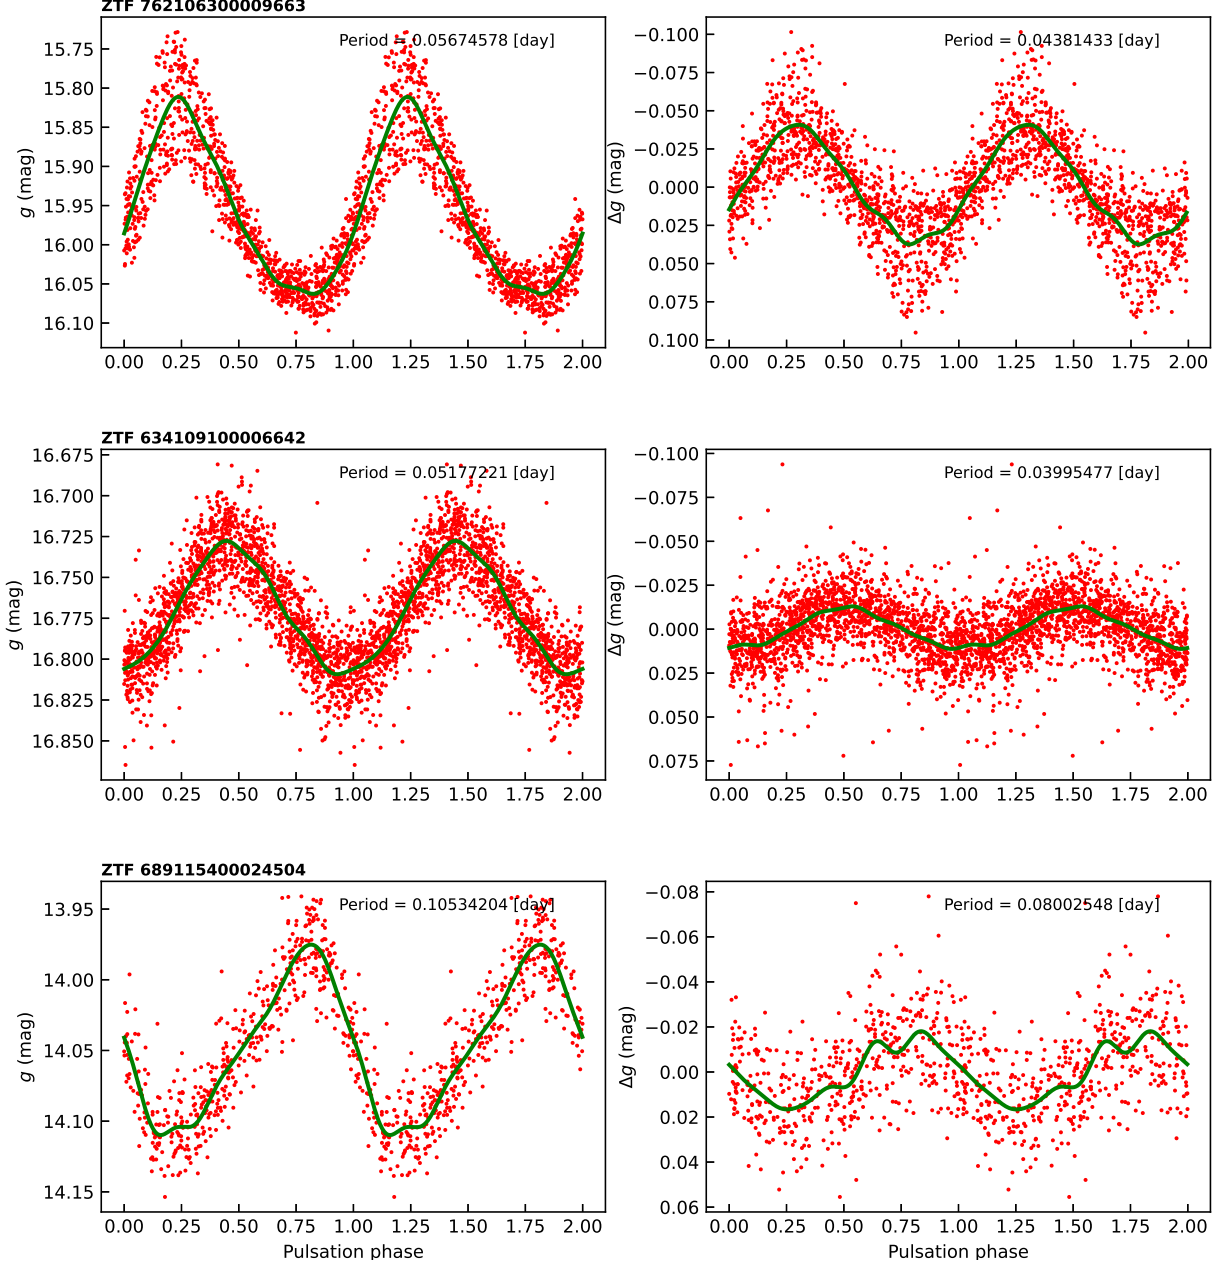 ZTF 762106300009663
Period = 0.05674578 [day]
g (mag)
15.75
15.80
15.85
15.90
15.95
16.00
16.05
16.10
0.00 0.25 0.50 0.75 1.00 1.25 1.50 1.75 2.00
Period = 0.04381433 [day]
Δg (mag)
−0.100
−0.075
−0.050
−0.025
0.000
0.025
0.050
0.075
0.100
0.00 0.25 0.50 0.75 1.00 1.25 1.50 1.75 2.00
ZTF 634109100006642
Period = 0.05177221 [day]
g (mag)
16.675
16.700
16.725
16.750
16.775
16.800
16.825
16.850
0.00 0.25 0.50 0.75 1.00 1.25 1.50 1.75 2.00
Period = 0.03995477 [day]
Δg (mag)
−0.100
−0.075
−0.050
−0.025
0.000
0.025
0.050
0.075
0.00 0.25 0.50 0.75 1.00 1.25 1.50 1.75 2.00
ZTF 689115400024504
Period = 0.10534204 [day]
g (mag)
13.95
14.00
14.05
14.10
14.15
0.00 0.25 0.50 0.75 1.00 1.25 1.50 1.75 2.00
Pulsation phase
Period = 0.08002548 [day]
Δg (mag)
−0.08
−0.06
−0.04
−0.02
0.00
0.02
0.04
0.06
0.00 0.25 0.50 0.75 1.00 1.25 1.50 1.75 2.00
Pulsation phase